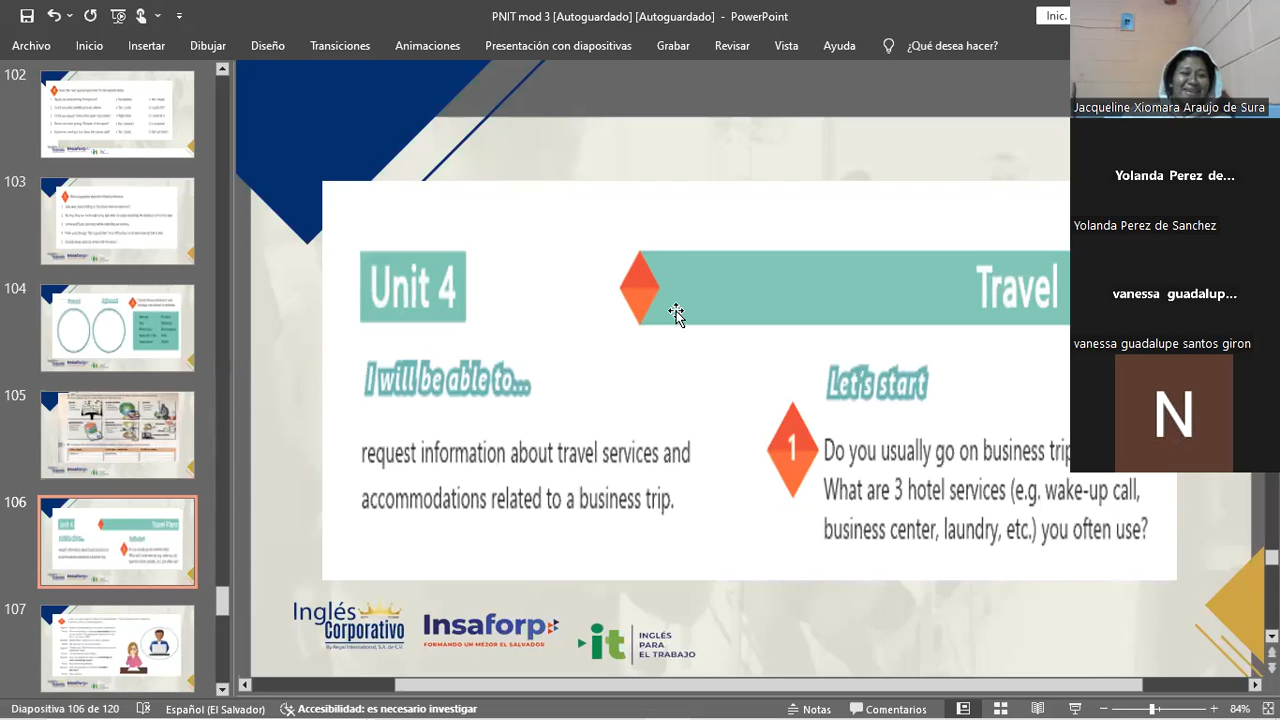 PNIT mod 3 [Autoguardado] [Autoguardado] - PowerPoint
Inic.
Archivo Inicio Insertar Dibujar Diseño Transiciones Animaciones Presentación con diapositivas Grabar Revisar Vista Ayuda ¿Qué desea hacer?
102
103
104
105
106
107
Unit 4
Travel
I will be able to...
request information about travel services and
accommodations related to a business trip.
Let's start
1
Do you usually go on business trip
What are 3 hotel services (e.g. wake-up call,
business center, laundry, etc.) you often use?
Inglés
Corporativo
By Regal International, S.A. de C.V.
Insaforp
FORMANDO UN MEJOR EL SALVADOR
it
INGLÉS
PARA
EL TRABAJO
Jacqueline Xiomara Araujo de Sura
Yolanda Perez de...
Yolanda Perez de Sanchez
vanessa guadalup...
vanessa guadalupe santos giron
N
Diapositiva 106 de 120 Español (El Salvador) Accesibilidad: es necesario investigar Notas Comentarios 84%